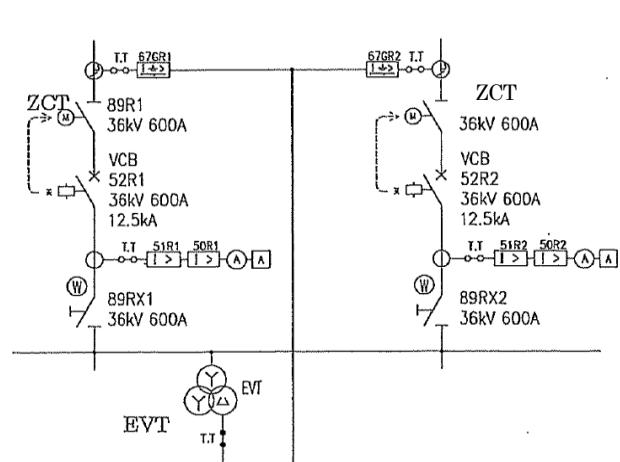 T.T 67GR1
67GR2 T.T
ZCT
89R1
36kV 600A
M
VCB
52R1
36kV 600A
12.5kA
T.T 51R1 50R1
A A
W
89RX1
36kV 600A
ZCT
36kV 600A
M
VCB
52R2
36kV 600A
12.5kA
T.T 51R2 50R2
A A
W
89RX2
36kV 600A
EVT
EVT
T.T